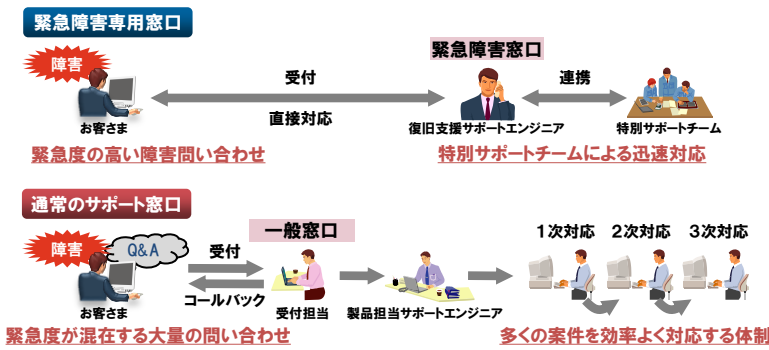 緊急障害専用窓口
障害
お客さま
受付
直接対応
緊急障害窓口
復旧支援サポートエンジニア
連携
特別サポートチーム
緊急度の高い障害問い合わせ
特別サポートチームによる迅速対応
通常のサポート窓口
障害
Q&A
お客さま
受付
コールバック
一般窓口
受付担当
製品担当サポートエンジニア
1次対応
2次対応
3次対応
緊急度が混在する大量の問い合わせ
多くの案件を効率よく対応する体制